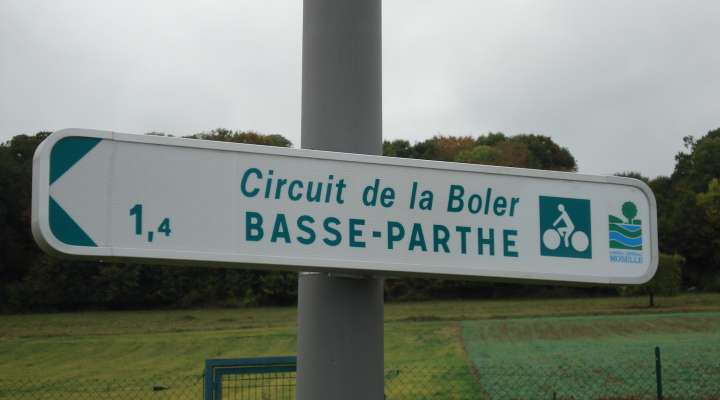 Circuit de la Boler
1,4 BASSE-PARTHE
MOSELLE